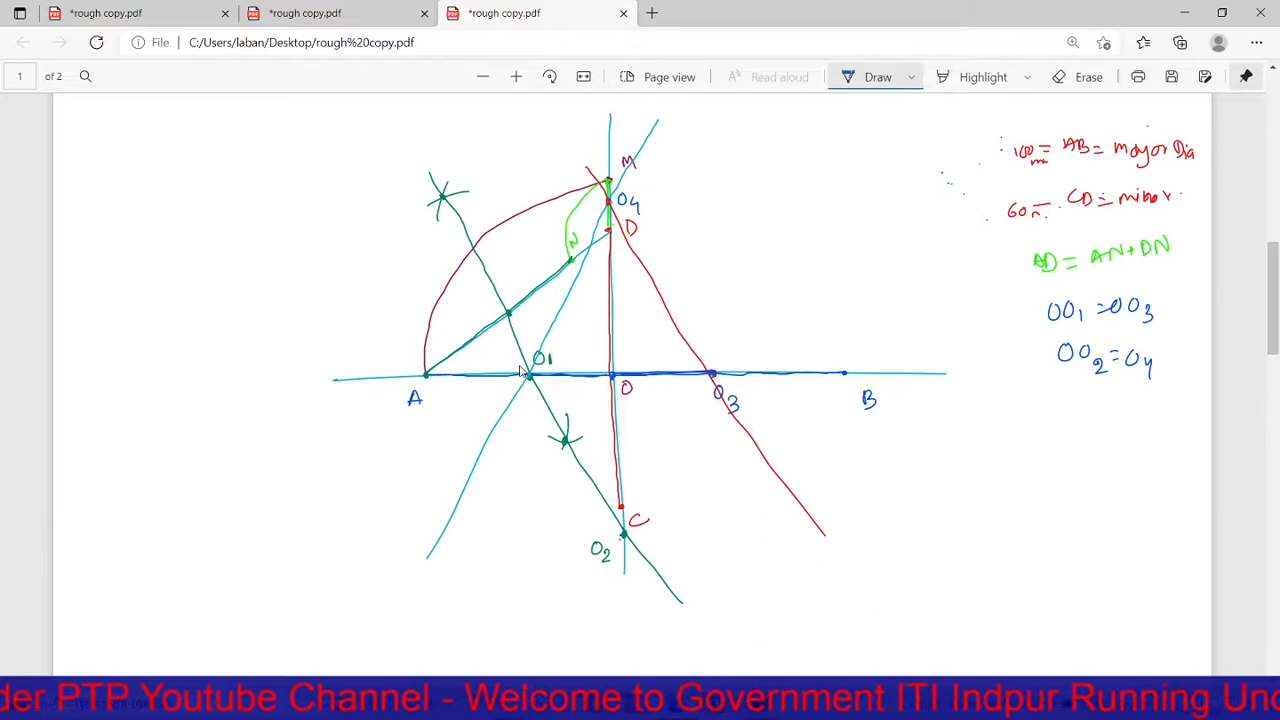 *rough copy.pdf
*rough copy.pdf
*rough copy.pdf
File
C:/Users/laban/Desktop/rough%20copy.pdf
1 of 2
Page view
Read aloud
Draw
Highlight
Erase
M
O4
D
N
O1
A
O
O3
B
C
O2
100 = AB = major Dia
60 = CD = minor
AD = AN + DN
OO1 = OO3
OO2 = O4
der PTP Youtube Channel - Welcome to Government ITI Indpur Running Und